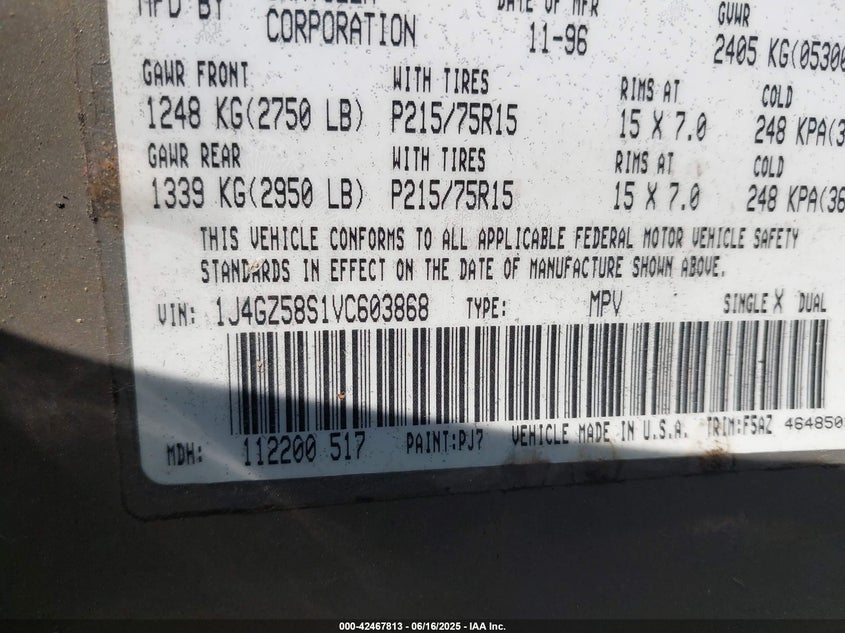 MFD BY
CORPORATION
DATE OF MFR
11-96
GVWR
2405 KG(05300
GAWR FRONT
WITH TIRES
RIMS AT
COLD
1248 KG(2750 LB)
P215/75R15
15 X 7.0
248 KPA(3
GAWR REAR
WITH TIRES
RIMS AT
COLD
1339 KG(2950 LB)
P215/75R15
15 X 7.0
248 KPA(36
THIS VEHICLE CONFORMS TO ALL APPLICABLE FEDERAL MOTOR VEHICLE SAFETY
STANDARDS IN EFFECT ON THE DATE OF MANUFACTURE SHOWN ABOVE.
VIN: 1J4GZ58S1VC603868 TYPE: MPV SINGLE X DUAL
MDH: 112200 517 PAINT:PJ7 VEHICLE MADE IN U.S.A. TRIM:F5AZ 464850
000-42467813 - 06/16/2025 - IAA Inc.